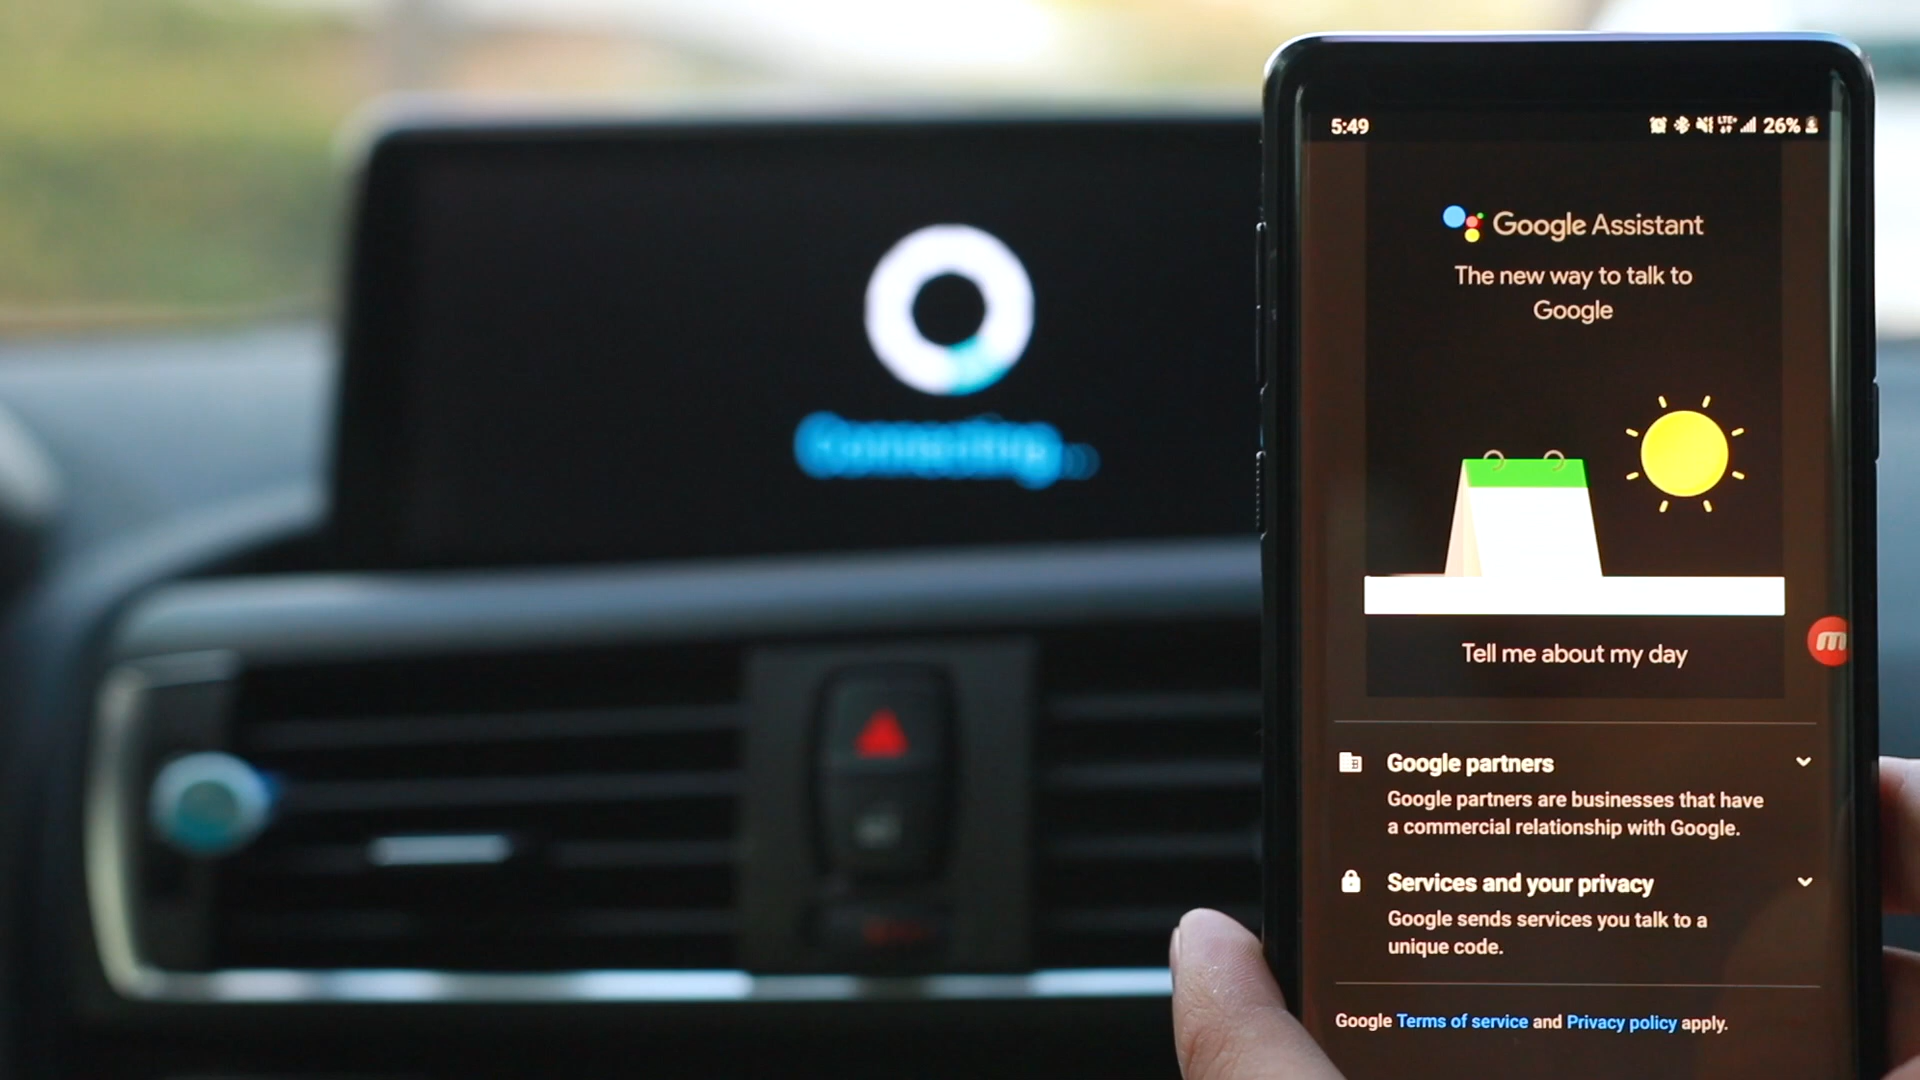 Connecting...
5:49
LTE+
26%
Google Assistant
The new way to talk to
Google
Tell me about my day
m
Google partners
Google partners are businesses that have
a commercial relationship with Google.
Services and your privacy
Google sends services you talk to a
unique code.
Google Terms of service and Privacy policy apply.